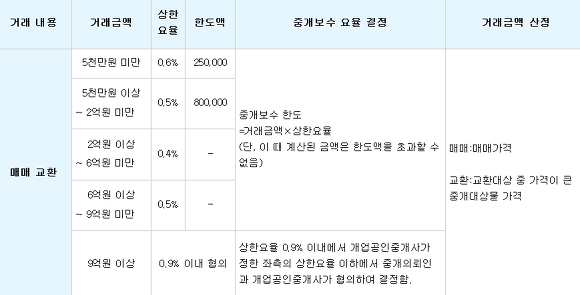 거래 내용 거래금액 상한요율 한도액 중개보수 요율 결정 거래금액 산정
매매 교환
5천만원 미만 0.6% 250,000
5천만원 이상
~ 2억원 미만 0.5% 800,000
2억원 이상
~ 6억원 미만 0.4% -
6억원 이상
~ 9억원 미만 0.5% -
9억원 이상 0.9% 이내 협의
중개보수 한도
=거래금액×상한요율
(단, 이 때 계산된 금액은 한도액을 초과할 수
없음)
상한요율 0.9% 이내에서 개업공인중개사가
정한 좌측의 상한요율 이하에서 중개의뢰인
과 개업공인중개사가 협의하여 결정함.
매매:매매가격
교환:교환대상 중 가격이 큰
중개대상물 가격